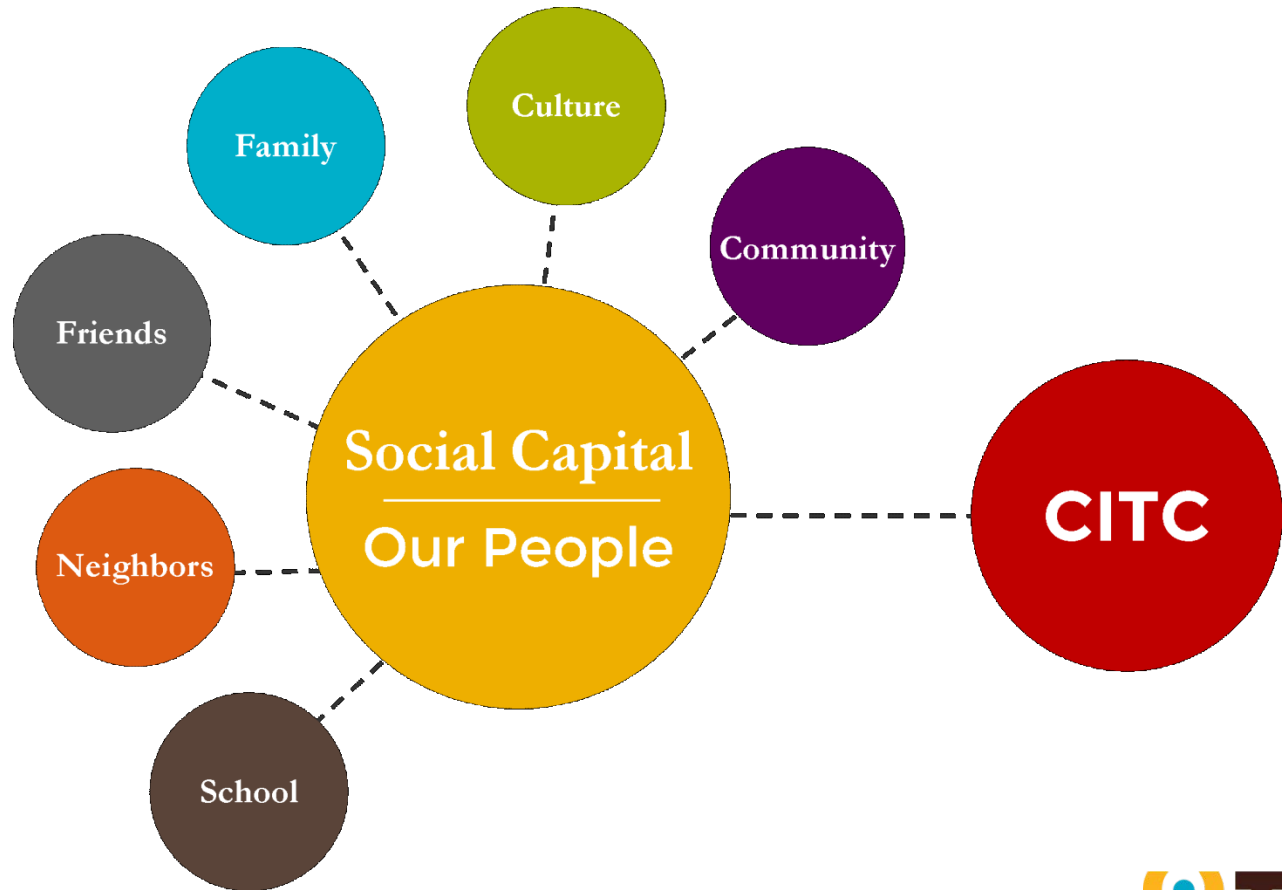 Culture
Family
Community
Friends
Social Capital
Our People
CITC
Neighbors
School